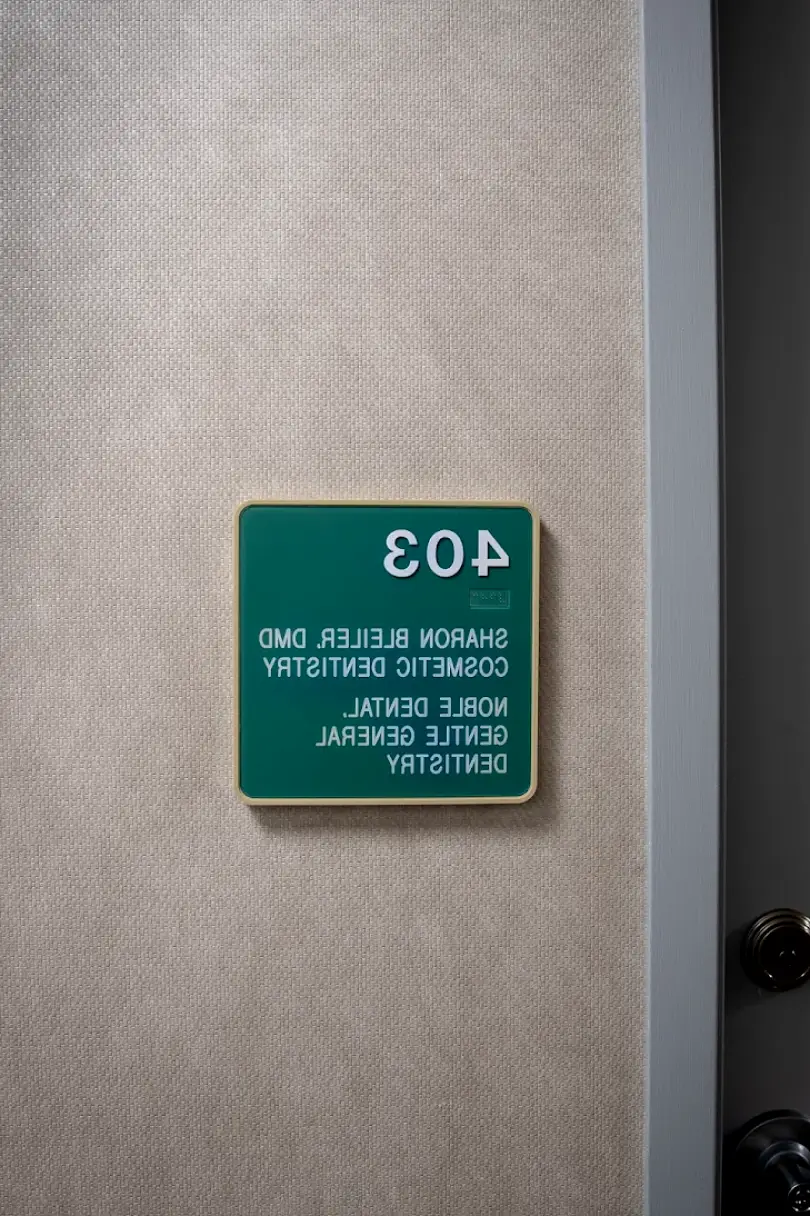 403
SHARON BLEILER, DMD
COSMETIC DENTISTRY
NOBLE DENTAL,
GENTLE GENERAL
DENTISTRY